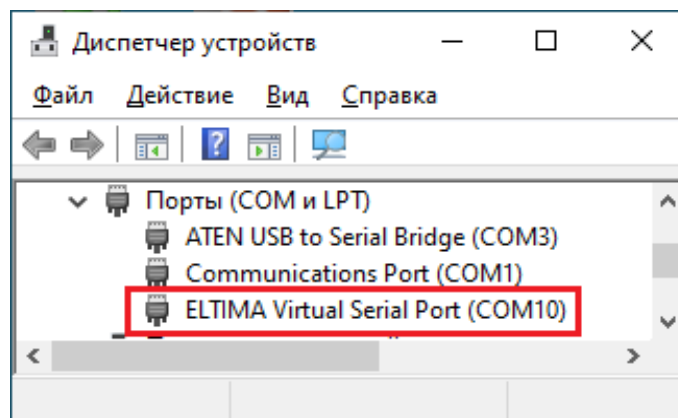 Диспетчер устройств
Файл Действие Вид Справка
Порты (COM и LPT)
ATEN USB to Serial Bridge (COM3)
Communications Port (COM1)
ELTIMA Virtual Serial Port (COM10)